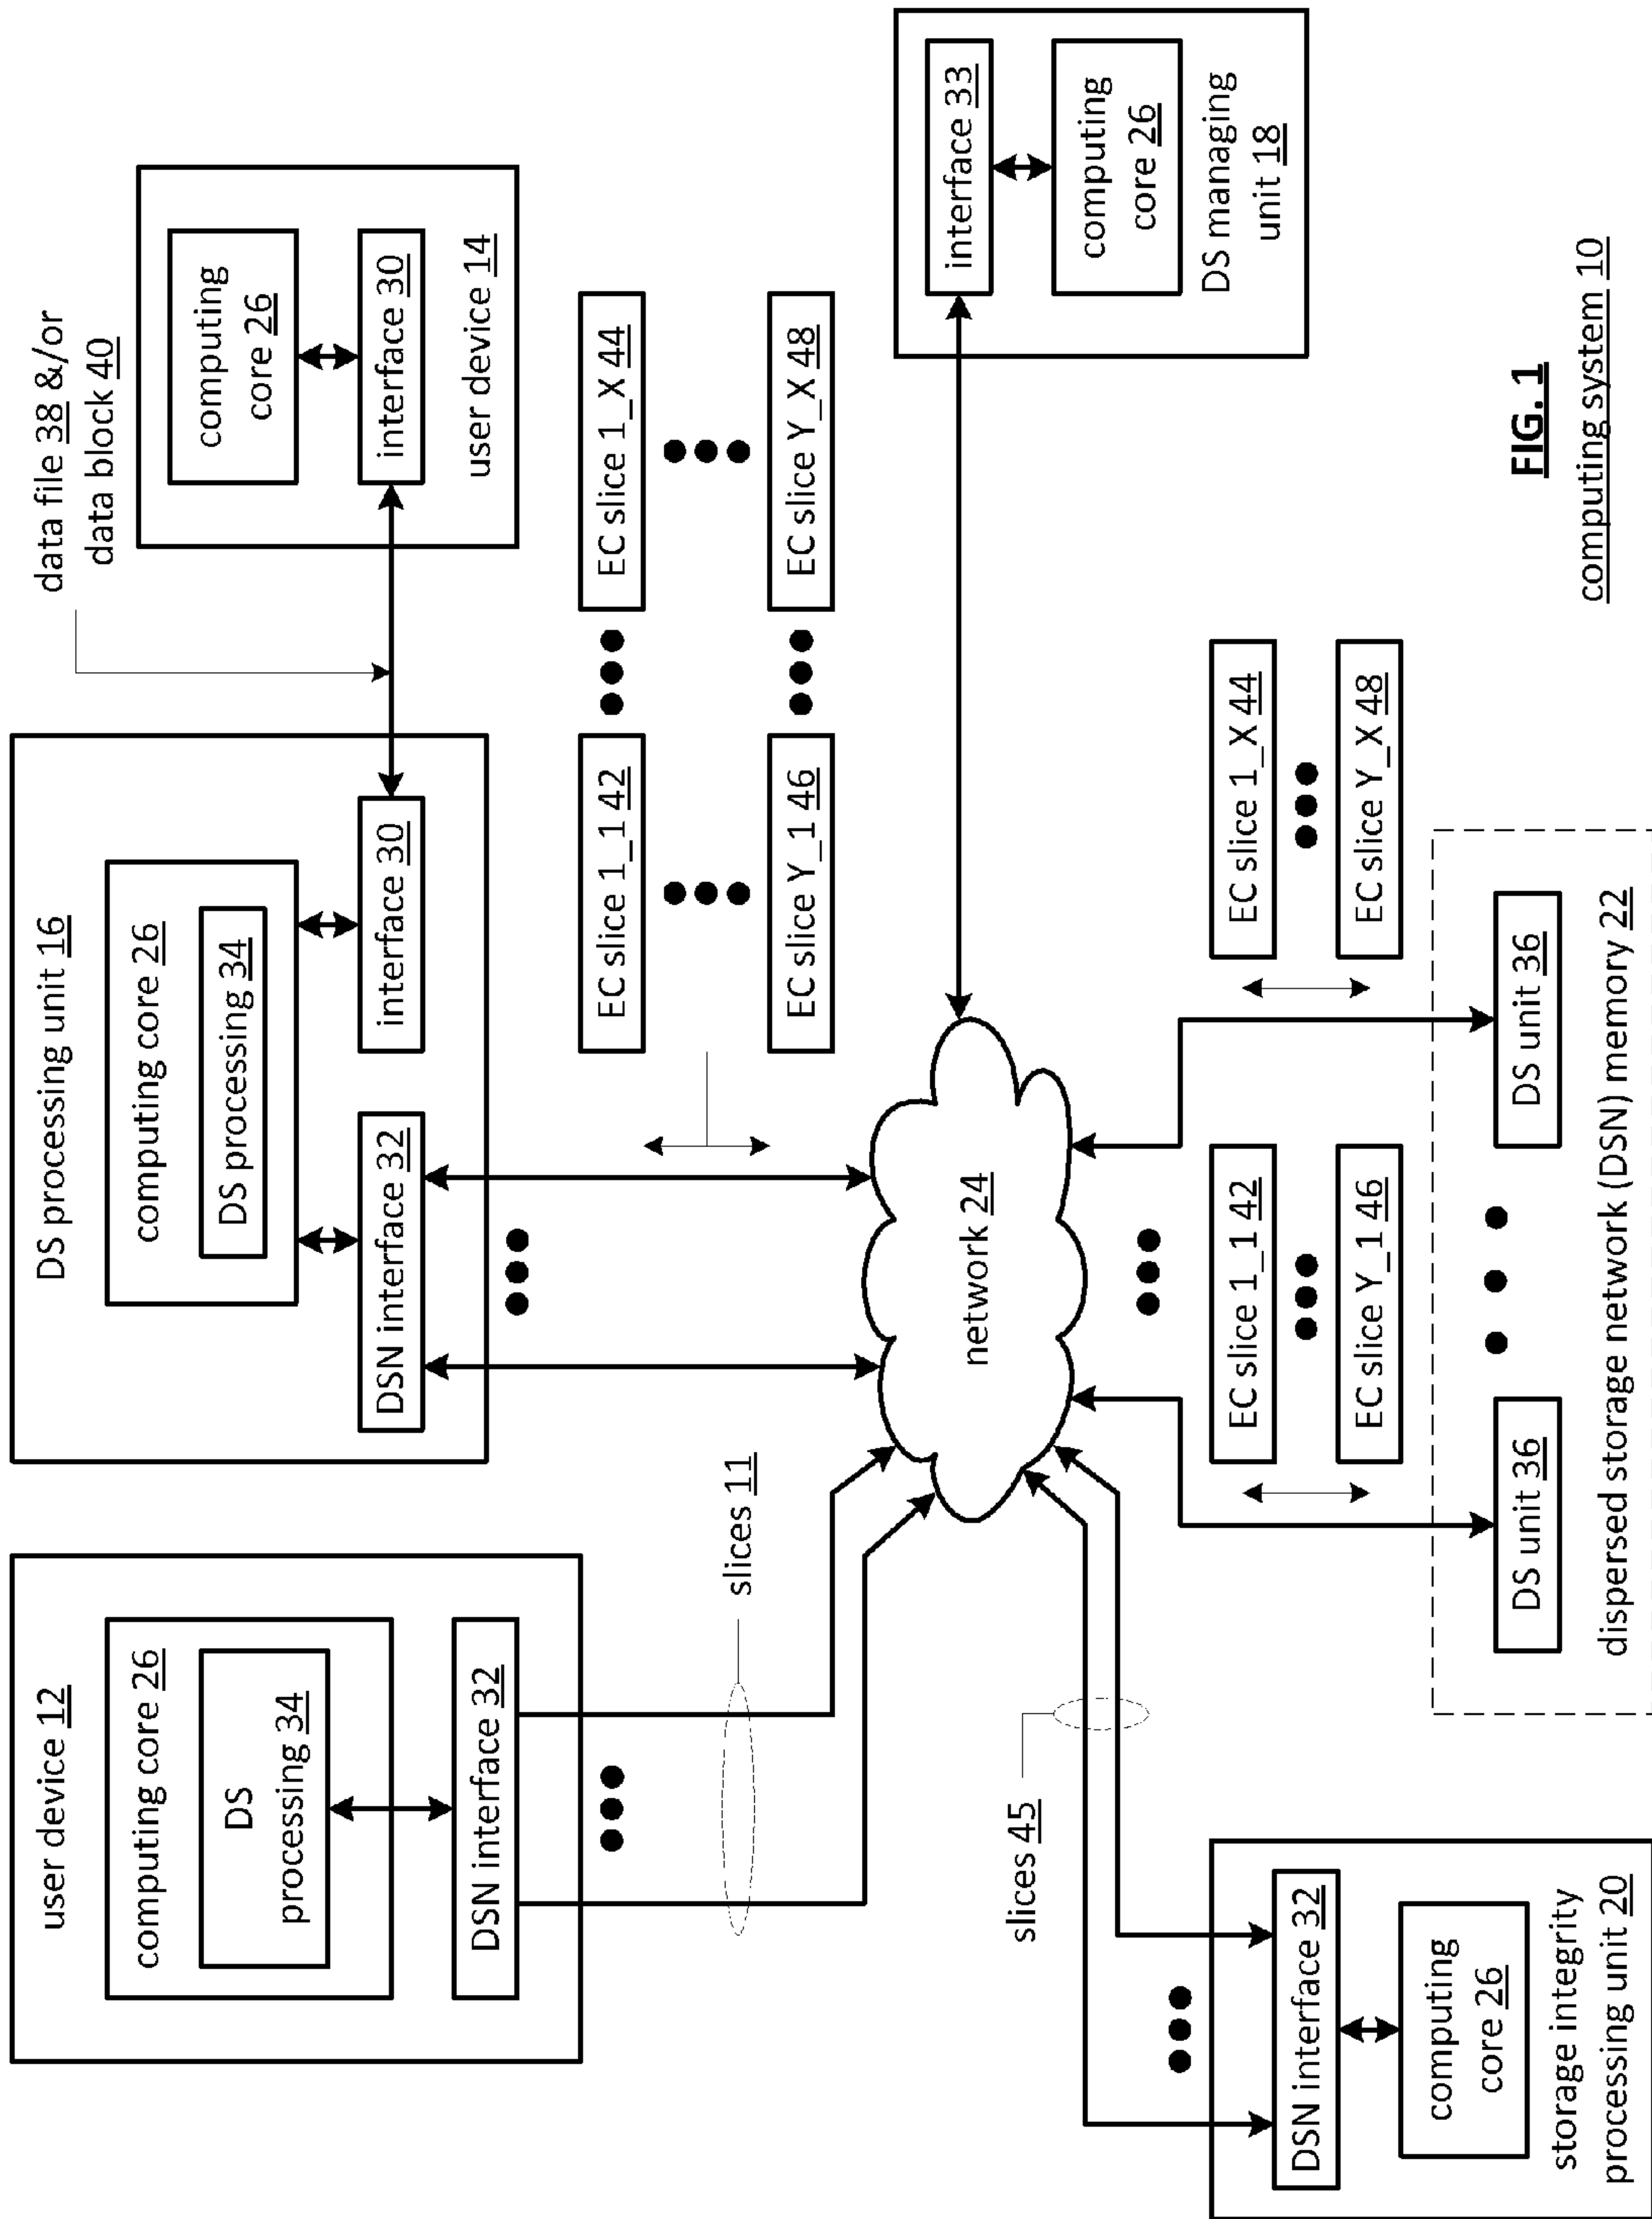 user device 12
computing core 26
DS
processing 34
DSN interface 32
slices 11
DS processing unit 16
computing core 26
DS processing 34
DSN interface 32
interface 30
data file 38 &/or
data block 40
computing
core 26
interface 30
user device 14
EC slice 1_1 42
EC slice 1_X 44
EC slice Y_1 46
EC slice Y_X 48
network 24
interface 33
computing
core 26
DS managing
unit 18
slices 45
DSN interface 32
computing
core 26
storage integrity
processing unit 20
EC slice 1_1 42
EC slice Y_1 46
EC slice 1_X 44
EC slice Y_X 48
DS unit 36
DS unit 36
dispersed storage network (DSN) memory 22
FIG. 1
computing system 10